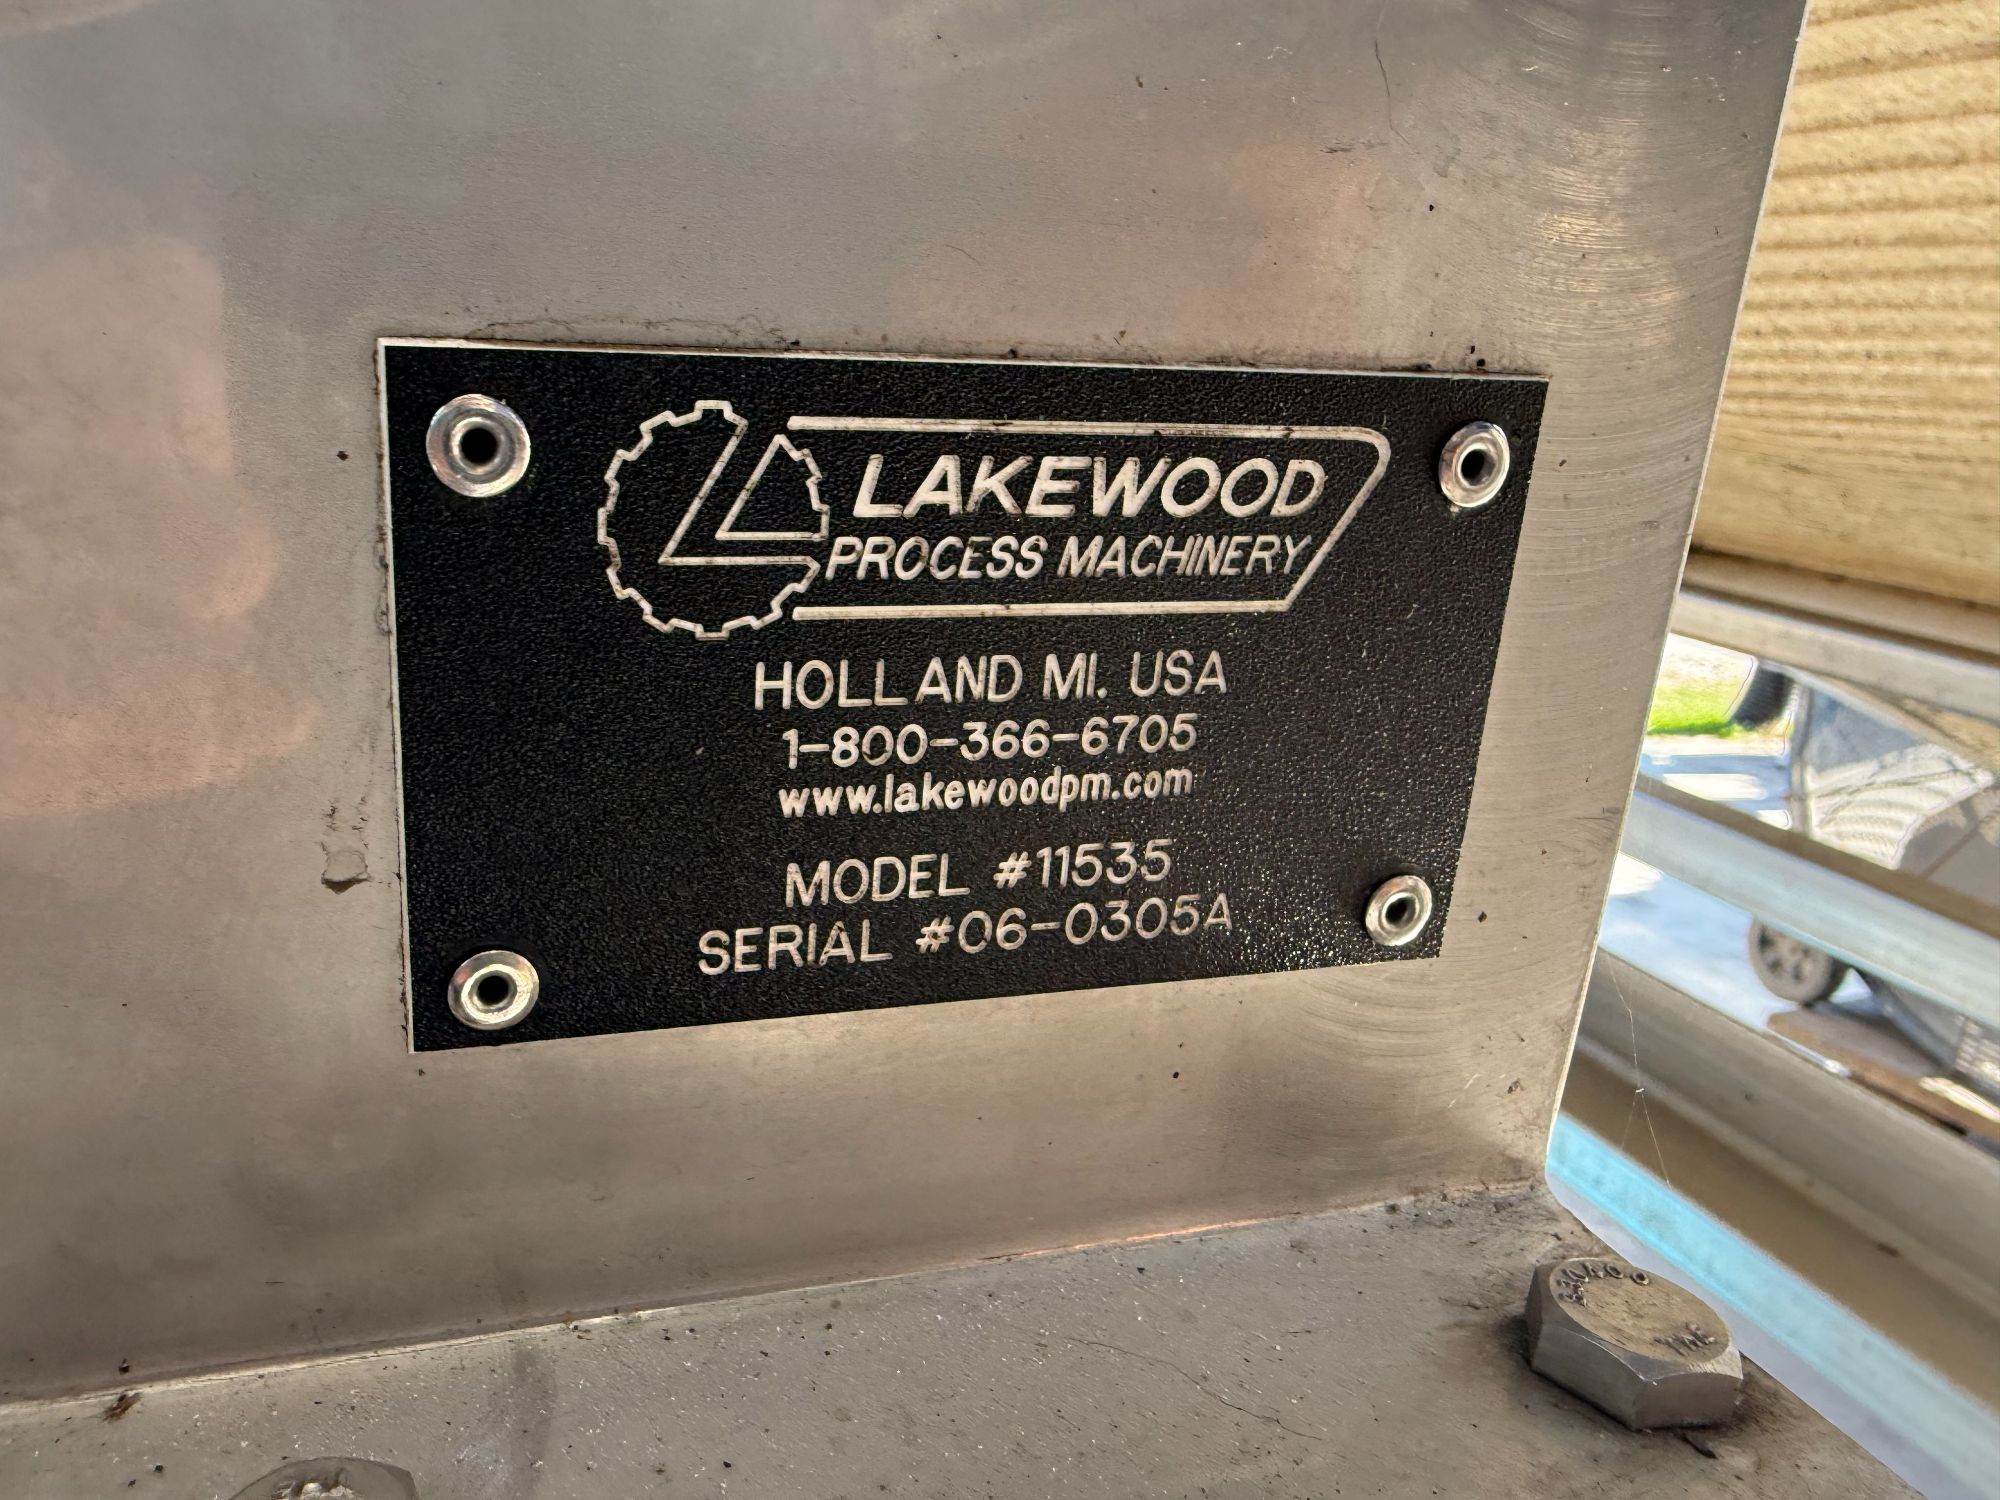 LAKEWOOD
PROCESS MACHINERY
HOLLAND MI. USA
1-800-366-6705
www.lakewoodpm.com
MODEL #11535
SERIAL #06-0305A